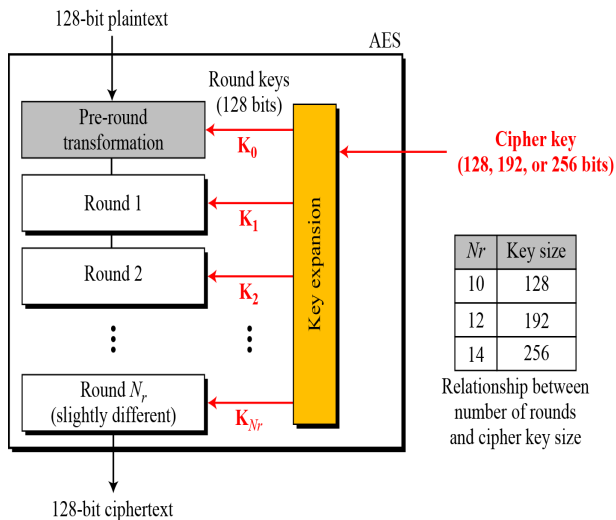 128-bit plaintext
AES
Round keys
(128 bits)
Pre-round
transformation
K0
Cipher key
(128, 192, or 256 bits)
Round 1
K1
Round 2
K2
Key expansion
Nr Key size
10 128
12 192
14 256
Relationship between
number of rounds
and cipher key size
Round Nr
(slightly different)
KNr
128-bit ciphertext